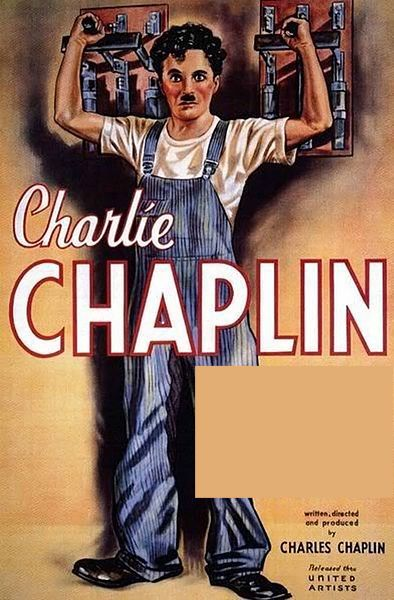 Charlie
CHAPLIN
written, directed
and produced
by
CHARLES CHAPLIN
Released thru
UNITED
ARTISTS